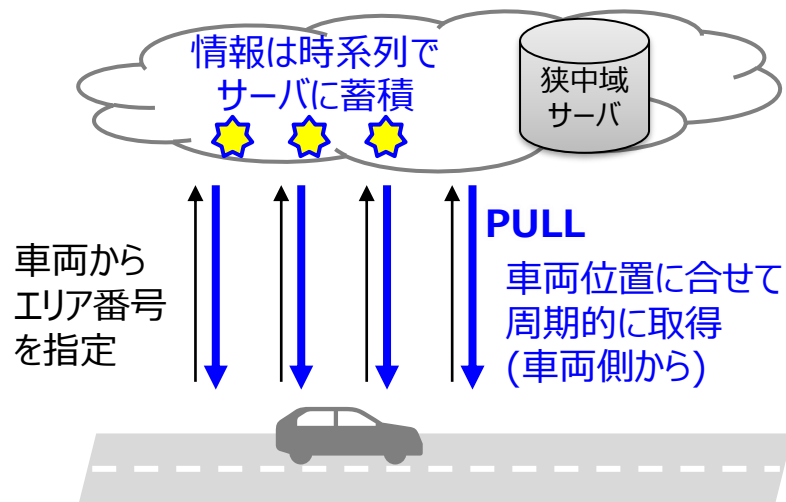 情報は時系列で
サーバに蓄積
狭中域
サーバ
車両から
エリア番号
を指定
PULL
車両位置に合せて
周期的に取得
(車両側から)